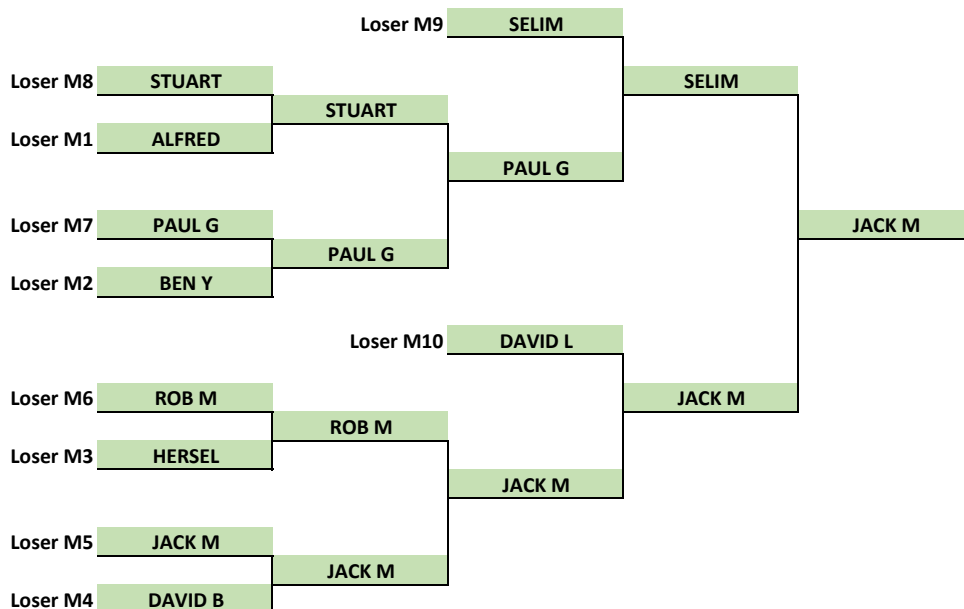 Loser M9 SELIM
Loser M8 STUART
SELIM
STUART
Loser M1 ALFRED
PAUL G
Loser M7 PAUL G
JACK M
PAUL G
Loser M2 BEN Y
Loser M10 DAVID L
Loser M6 ROB M
JACK M
ROB M
Loser M3 HERSEL
JACK M
Loser M5 JACK M
JACK M
Loser M4 DAVID B